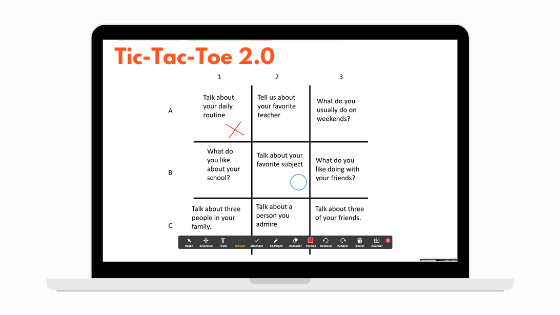 Tic-Tac-Toe 2.0
1 2 3
A
Talk about
your daily
routine
Tell us about
your favorite
teacher
What do you
usually do on
weekends?
B
What do
you like
about your
school?
Talk about your
favorite subject
What do you
like doing with
your friends?
C
Talk about three
people in your
family.
Talk about a
person you
admire
Talk about three
of your friends.